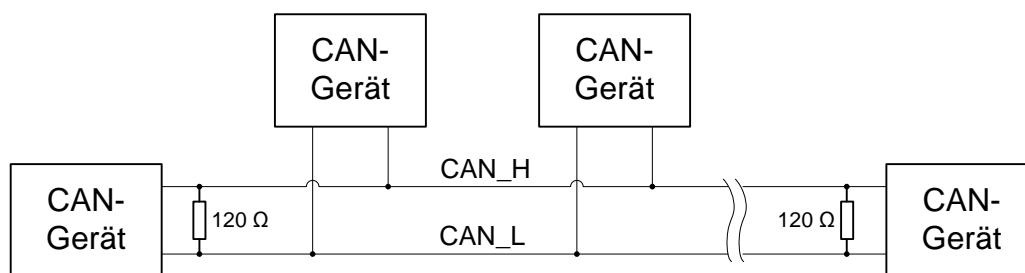 CAN-
Gerät
CAN-
Gerät
CAN-
Gerät
CAN_H
120 Ω
CAN_L
120 Ω
CAN-
Gerät